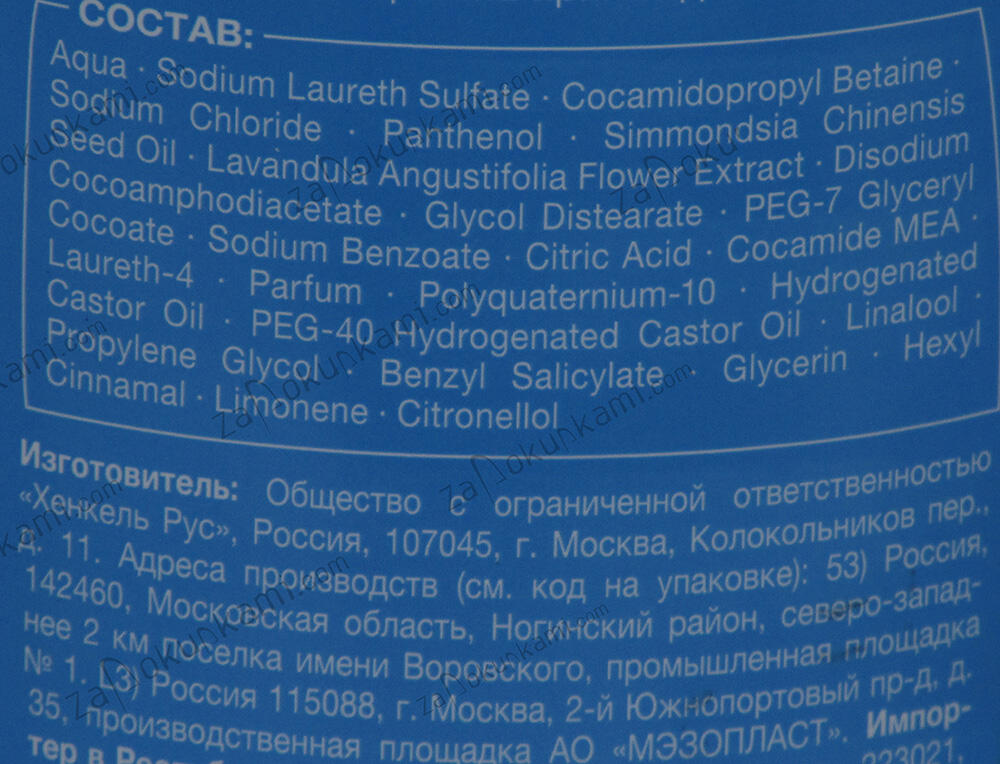 СОСТАВ:
Aqua · Sodium Laureth Sulfate · Cocamidopropyl Betaine ·
Sodium Chloride · Panthenol · Simmondsia Chinensis
Seed Oil · Lavandula Angustifolia Flower Extract · Disodium
Cocoamphodiacetate · Glycol Distearate · PEG-7 Glyceryl
Cocoate · Sodium Benzoate · Citric Acid · Cocamide MEA ·
Laureth-4 · Parfum · Polyquaternium-10 · Hydrogenated
Castor Oil · PEG-40 Hydrogenated Castor Oil · Linalool ·
Propylene Glycol · Benzyl Salicylate · Glycerin · Hexyl
Cinnamal · Limonene · Citronellol
Изготовитель: Общество с ограниченной ответственностью
«Хенкель Рус», Россия, 107045, г. Москва, Колокольников пер.,
д. 11. Адреса производств (см. код на упаковке): 53) Россия,
142460, Московская область, Ногинский район, северо-запад-
нее 2 км поселка имени Воровского, промышленная площадка
№ 1. L3) Россия 115088, г. Москва, 2-й Южнопортовый пр-д, д.
35, производственная площадка АО «МЭЗОПЛАСТ». Импор-
тер в 223021,